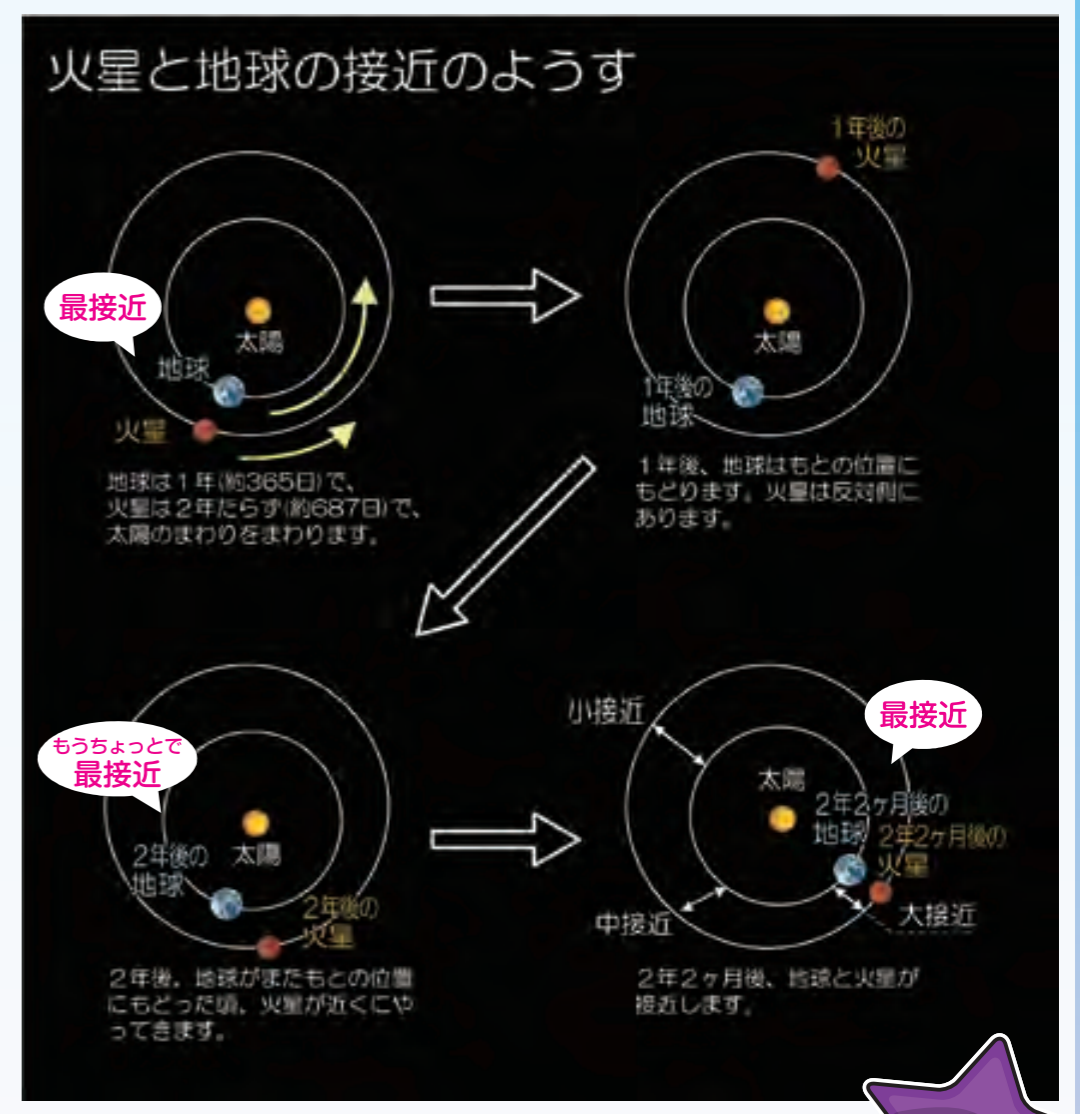 火星と地球の接近のようす
最接近
太陽
地球
火星
地球は1年(約365日)で、
火星は2年たらず(約687日)で、
太陽のまわりをまわります。
1年後の
火星
太陽
1年後の
地球
1年後、地球はもとの位置に
もどります。火星は反対側に
あります。
もうちょっとで
最接近
2年後の
地球
太陽
2年後の
火星
2年後、地球がまたもとの位置
にもどった頃、火星が近くにや
ってきます。
小接近
最接近
太陽
2年2ヶ月後の
地球
2年2ヶ月後の
火星
中接近
大接近
2年2ヶ月後、地球と火星が
接近します。